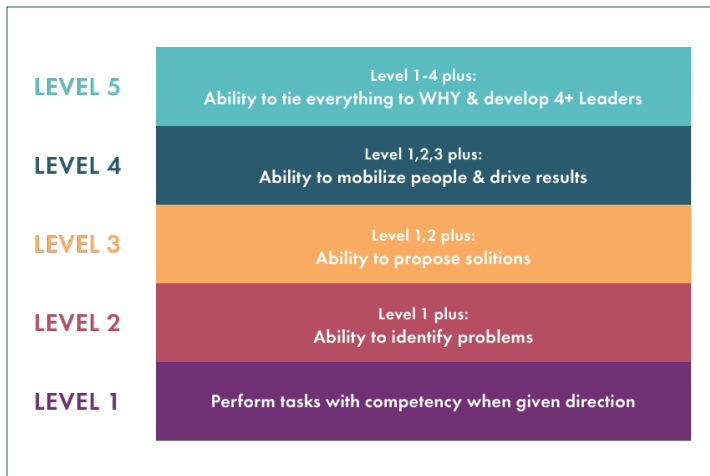 LEVEL 5
Level 1-4 plus:
Ability to tie everything to WHY & develop 4+ Leaders
LEVEL 4
Level 1,2,3 plus:
Ability to mobilize people & drive results
LEVEL 3
Level 1,2 plus:
Ability to propose solitions
LEVEL 2
Level 1 plus:
Ability to identify problems
LEVEL 1
Perform tasks with competency when given direction